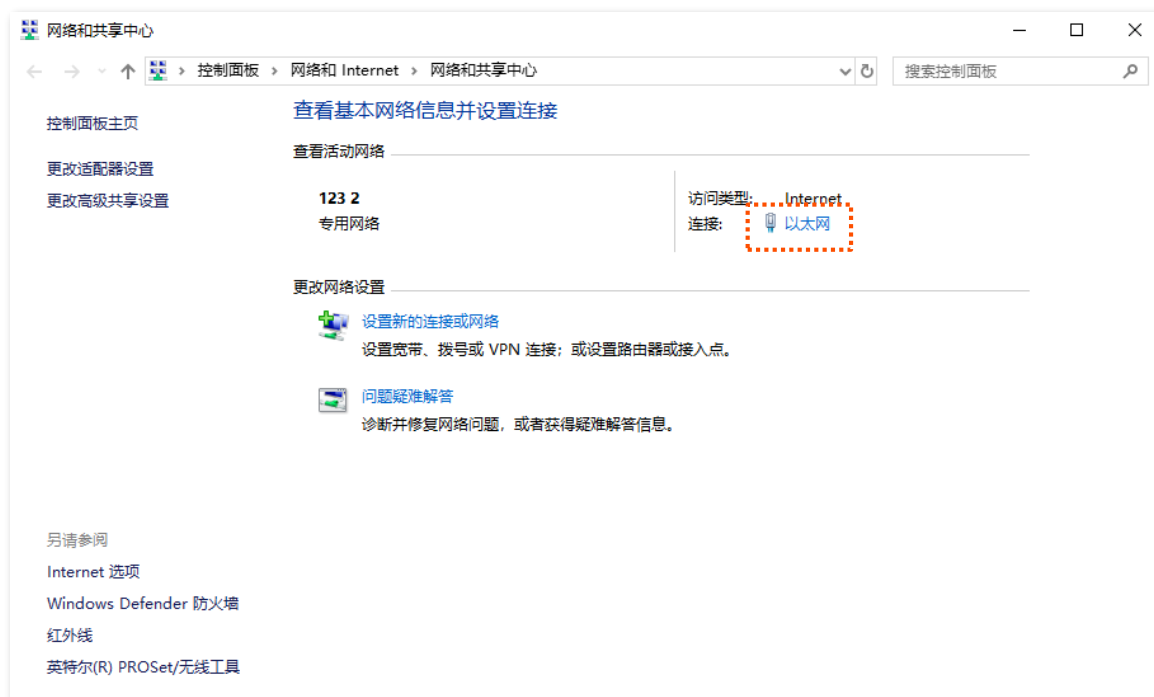 网络和共享中心
控制面板 › 网络和 Internet › 网络和共享中心
搜索控制面板
控制面板主页
更改适配器设置
更改高级共享设置
查看基本网络信息并设置连接
查看活动网络
123 2
专用网络
访问类型: Internet
连接: 以太网
更改网络设置
设置新的连接或网络
设置宽带、拨号或 VPN 连接；或设置路由器或接入点。
问题疑难解答
诊断并修复网络问题，或者获得疑难解答信息。
另请参阅
Internet 选项
Windows Defender 防火墙
红外线
英特尔(R) PROSet/无线工具